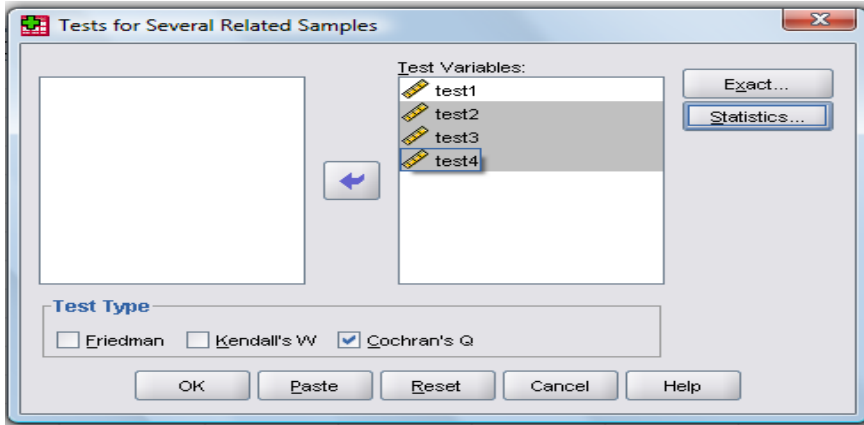 Tests for Several Related Samples
Test Variables:
test1
test2
test3
test4
Exact...
Statistics...
Test Type
Friedman Kendall's W Cochran's Q
OK Paste Reset Cancel Help